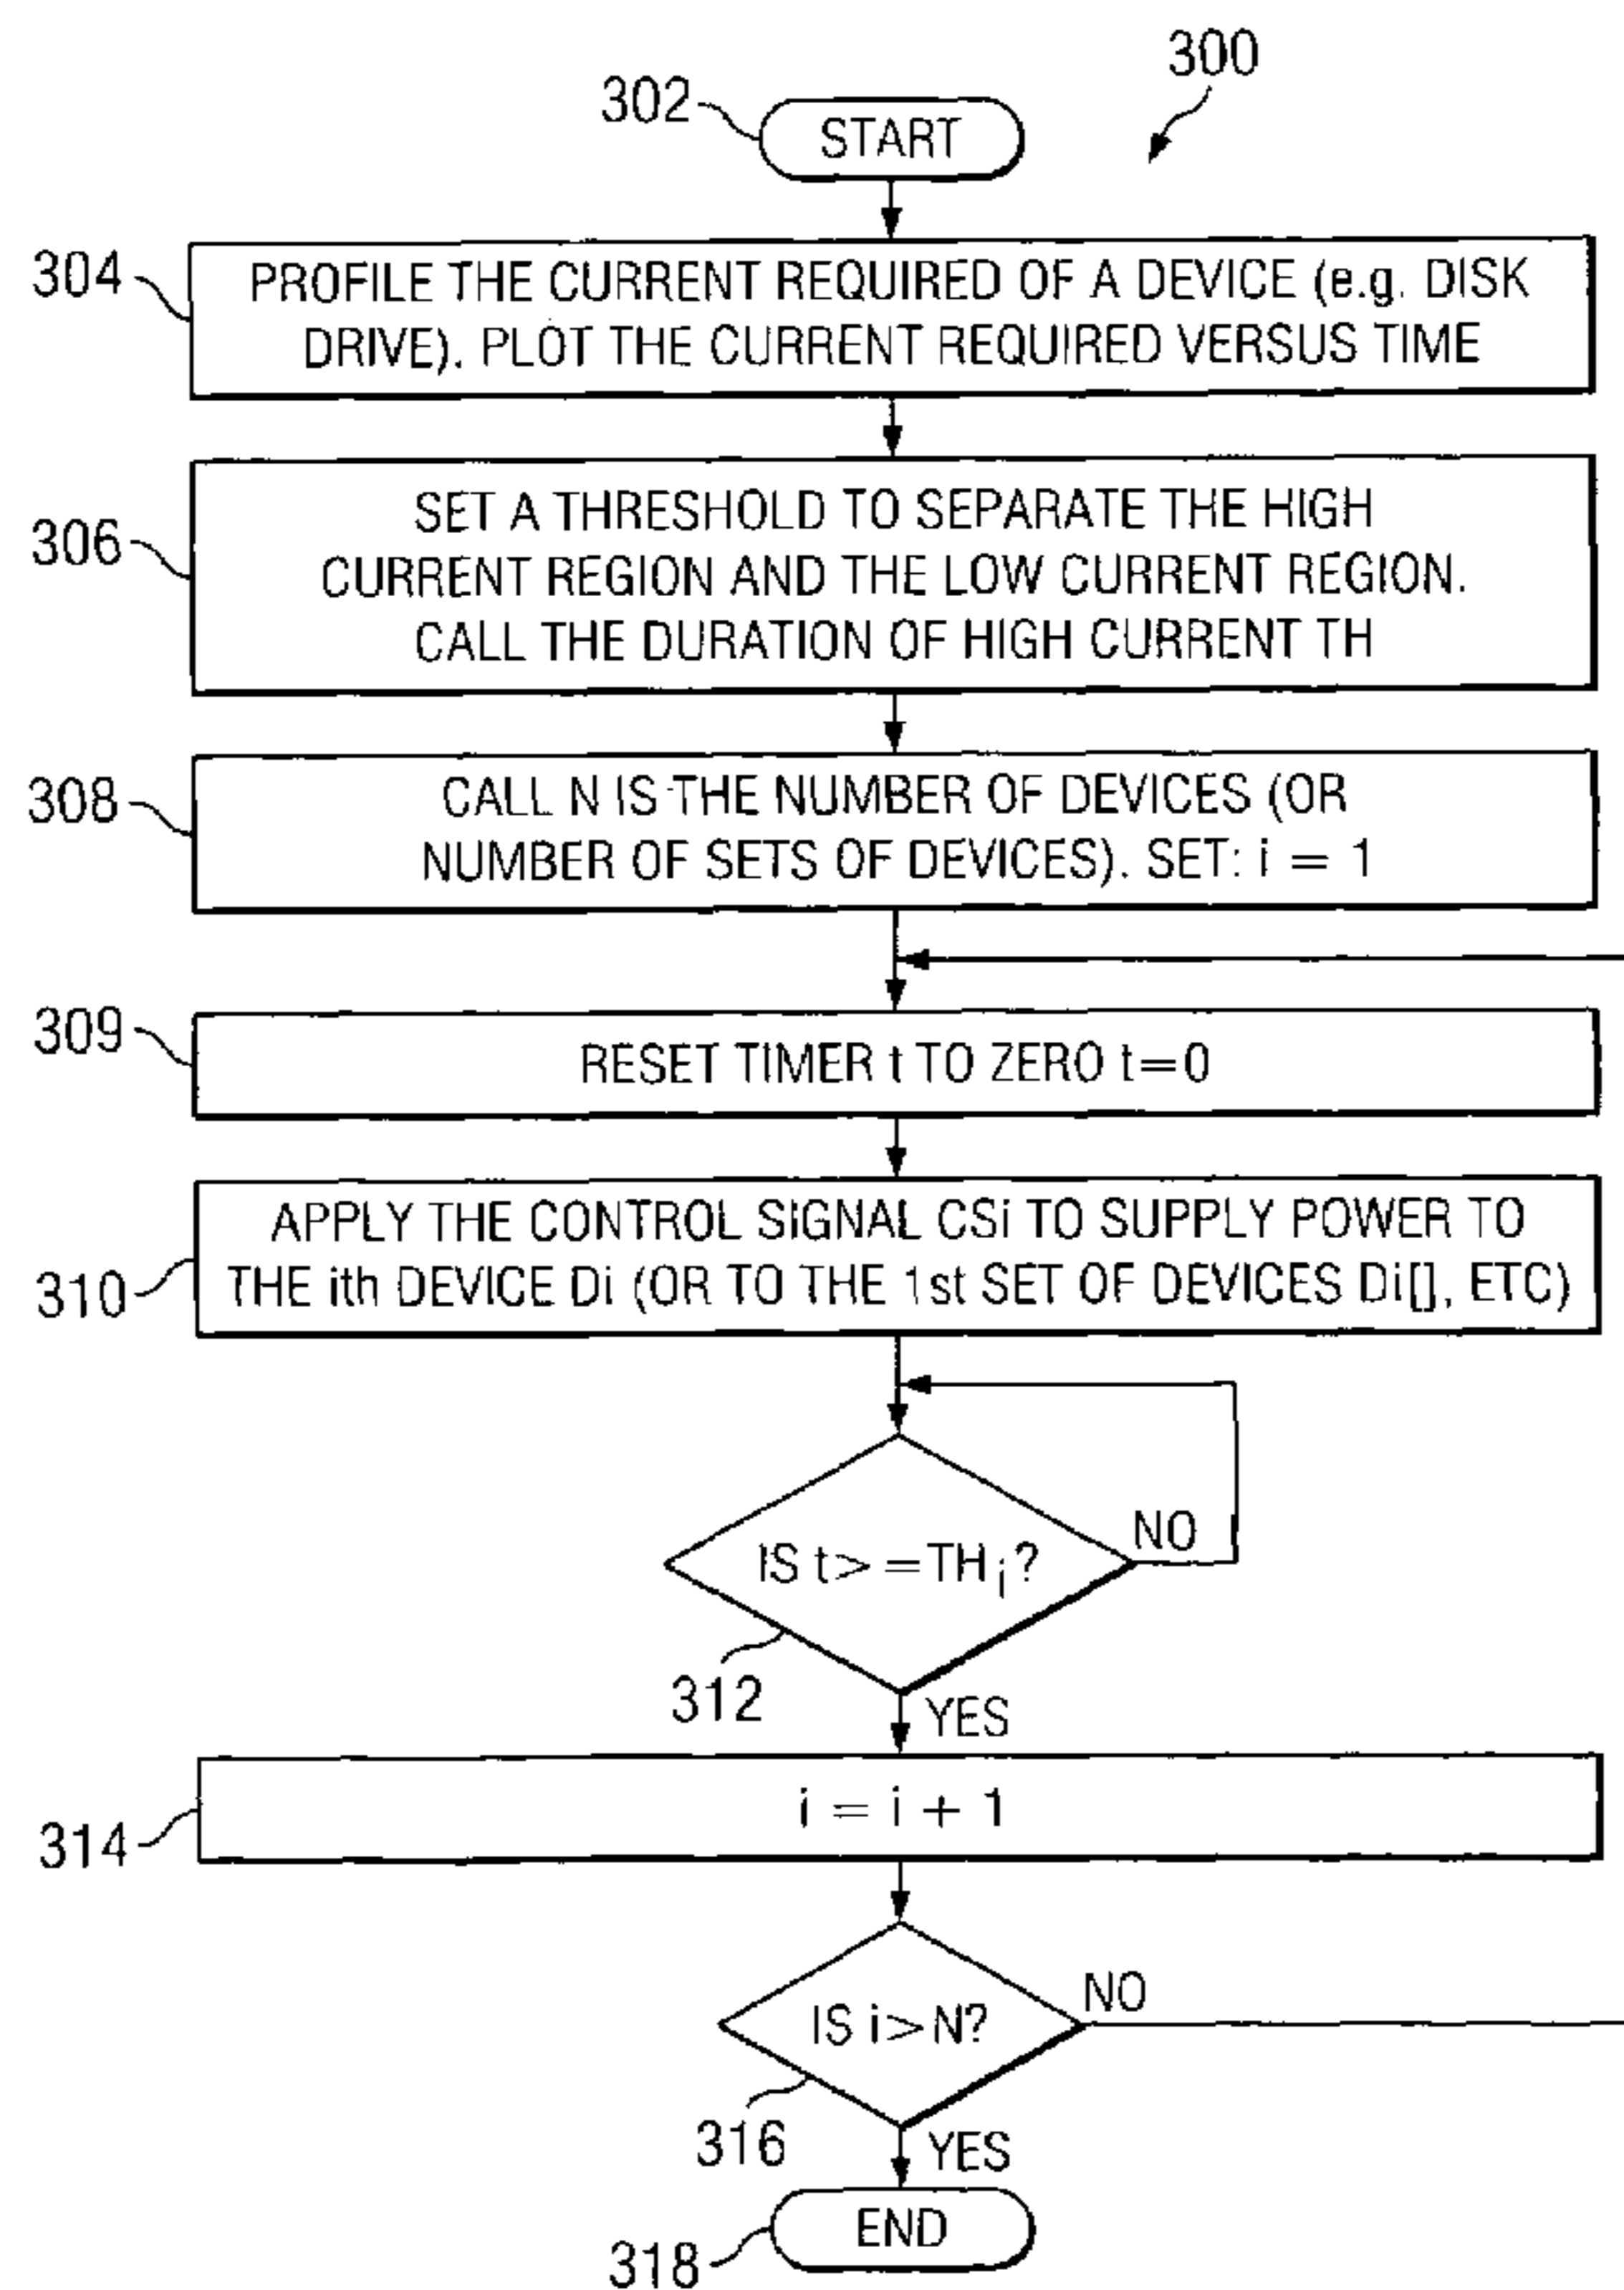 300
302
START
304
PROFILE THE CURRENT REQUIRED OF A DEVICE (e.g. DISK
DRIVE). PLOT THE CURRENT REQUIRED VERSUS TIME
306
SET A THRESHOLD TO SEPARATE THE HIGH
CURRENT REGION AND THE LOW CURRENT REGION.
CALL THE DURATION OF HIGH CURRENT TH
308
CALL N IS THE NUMBER OF DEVICES (OR
NUMBER OF SETS OF DEVICES). SET: i = 1
309
RESET TIMER t TO ZERO t=0
310
APPLY THE CONTROL SiGNAL CSi TO SUPPLY POWER TO
THE ith DEVICE Di (OR TO THE 1st SET OF DEVICES Di[], ETC)
312
IS t>=THi?
NO
YES
314
i = i + 1
316
IS i>N?
NO
YES
318
END